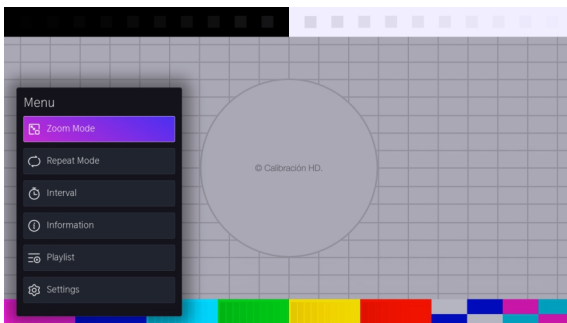 Menu
Zoom Mode
Repeat Mode
© Calibración HD.
Interval
Information
Playlist
Settings